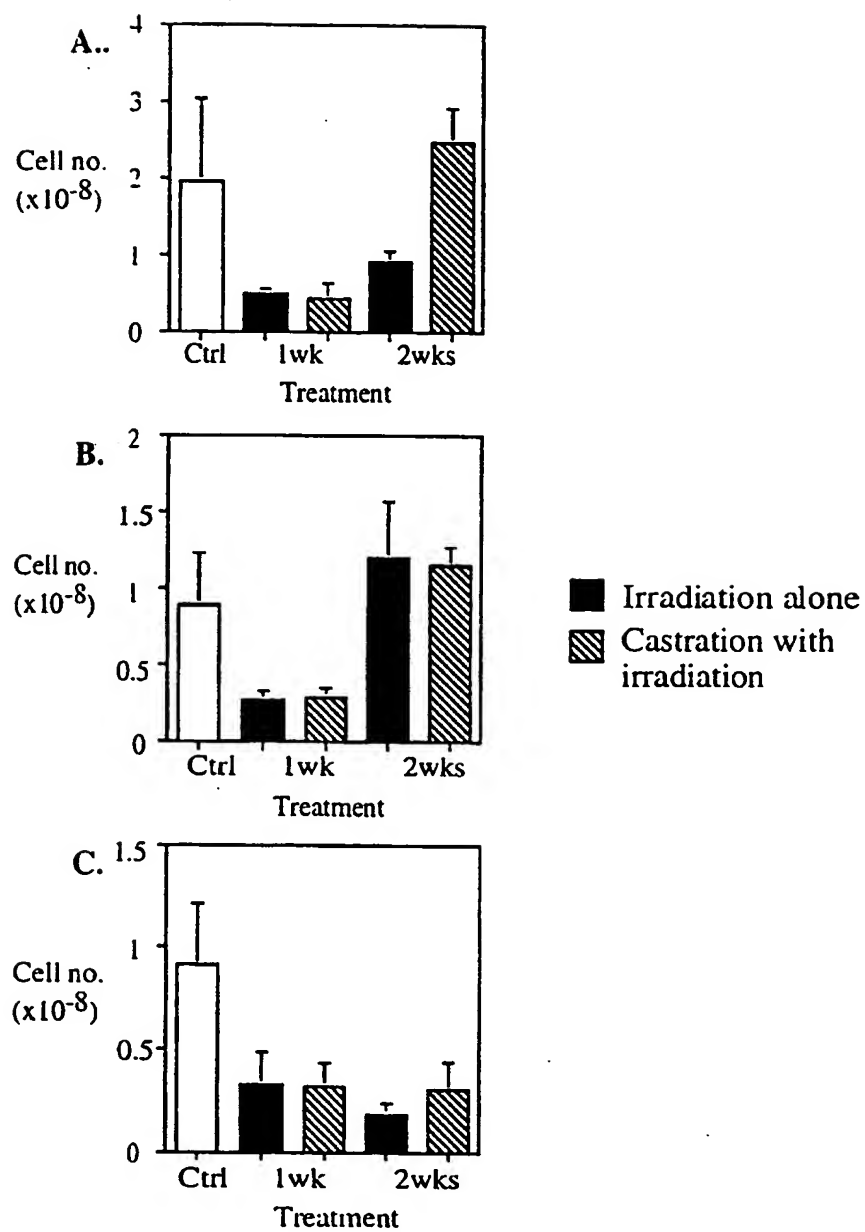 A..
4
3
2
1
0
Cell no.
(x10-8)
Ctrl 1wk 2wks
Treatment
B.
2
1.5
1
0.5
0
Cell no.
(x10-8)
Ctrl 1wk 2wks
Treatment
Irradiation alone
Castration with
irradiation
C.
1.5
1
0.5
0
Cell no.
(x10-8)
Ctrl 1wk 2wks
Treatment